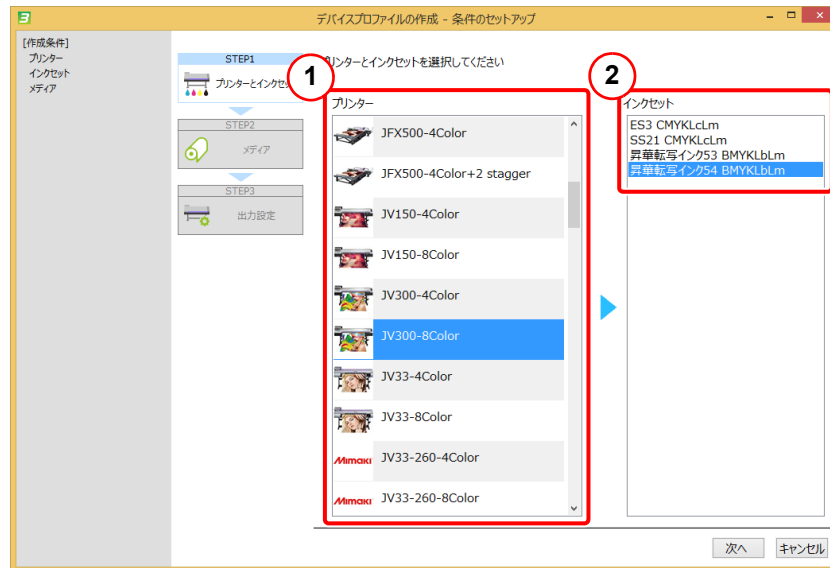 デバイスプロファイルの作成 - 条件のセットアップ
[作成条件]
プリンター
インクセット
メディア
STEP1
プリンターとインクセッ
STEP2
メディア
STEP3
出力設定
リンターとインクセットを選択してください
1
プリンター
JFX500-4Color
JFX500-4Color+2 stagger
JV150-4Color
JV150-8Color
JV300-4Color
JV300-8Color
JV33-4Color
JV33-8Color
Mimaki JV33-260-4Color
Mimaki JV33-260-8Color
2
インクセット
ES3 CMYKLcLm
SS21 CMYKLcLm
昇華転写インク53 BMYKLbLm
昇華転写インク54 BMYKLbLm
次へ
キャンセル